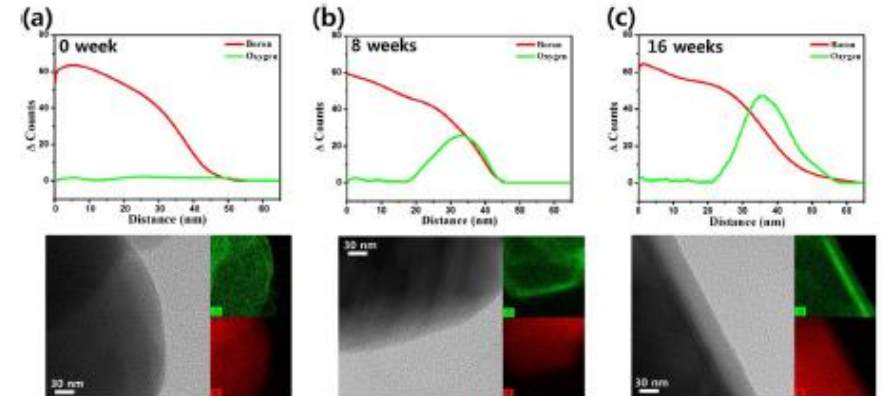 (a)
0 week
Boron
Oxygen
80
60
40
20
0
Δ Counts
0 10 20 30 40 50 60
Distance (nm)
30 nm
(b)
8 weeks
Boron
Oxygen
80
60
40
20
0
Δ Counts
0 10 20 30 40 50 60
Distance (nm)
30 nm
(c)
16 weeks
Boron
Oxygen
80
60
40
20
0
Δ Counts
0 10 20 30 40 50 60
Distance (nm)
30 nm